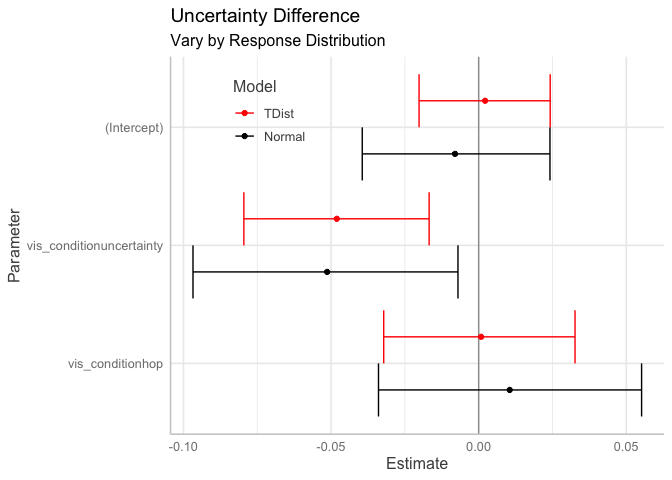 Uncertainty Difference
Vary by Response Distribution
Model
TDist
Normal
(Intercept)
vis_conditionuncertainty
vis_conditionhop
Parameter
-0.10
-0.05
0.00
0.05
Estimate